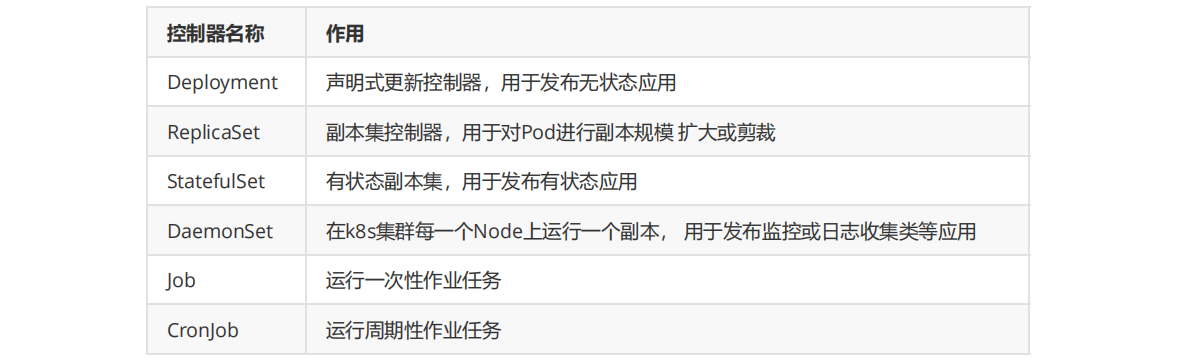 控制器名称 作用
Deployment 声明式更新控制器，用于发布无状态应用
ReplicaSet 副本集控制器，用于对Pod进行副本规模 扩大或剪裁
StatefulSet 有状态副本集，用于发布有状态应用
DaemonSet 在k8s集群每一个Node上运行一个副本， 用于发布监控或日志收集类等应用
Job 运行一次性作业任务
CronJob 运行周期性作业任务